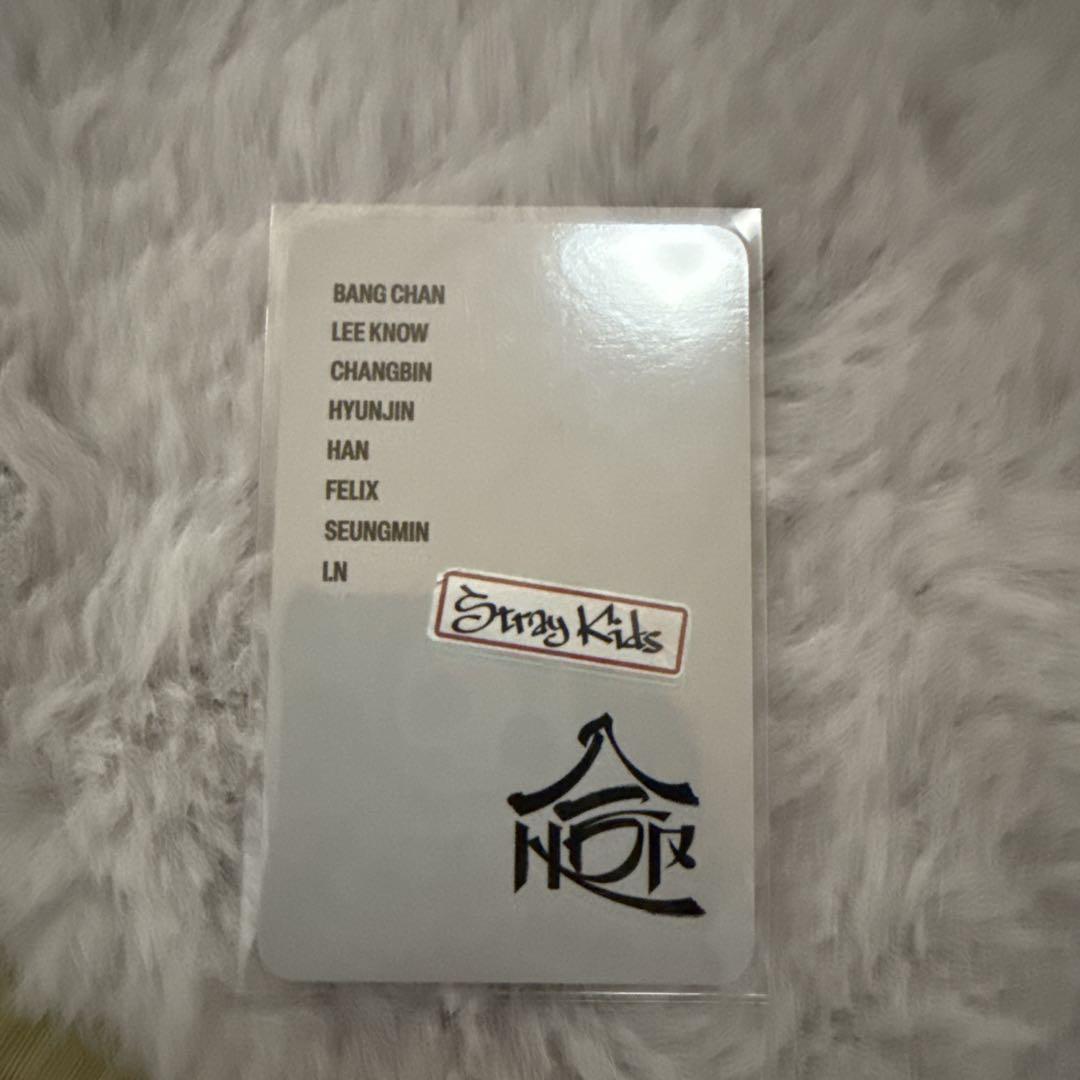 BANG CHAN
LEE KNOW
CHANGBIN
HYUNJIN
HAN
FELIX
SEUNGMIN
I.N
Stray Kids